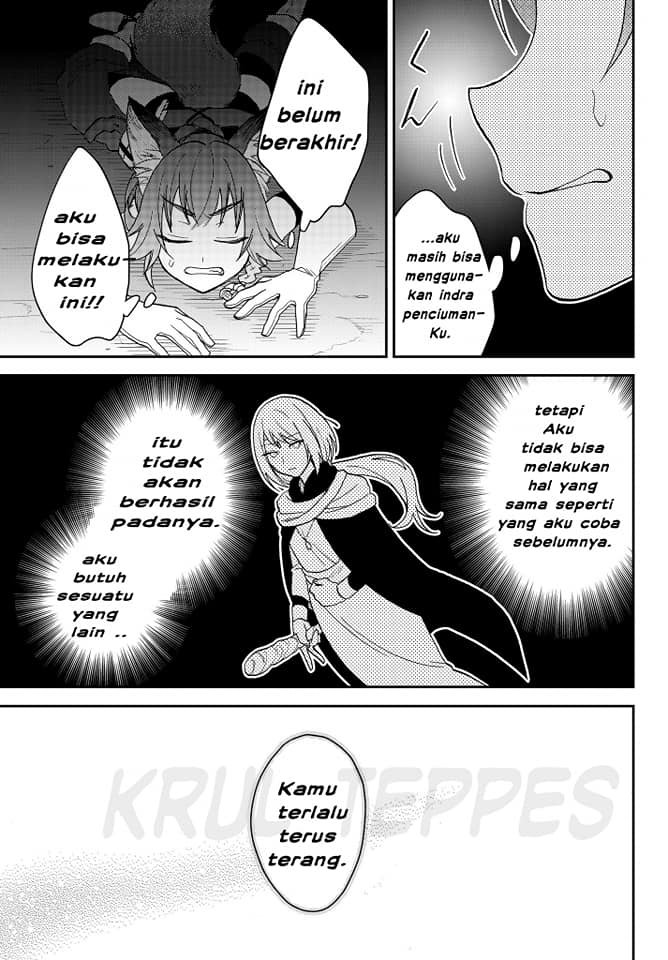 くん
...aku
masih bisa
mengguna-
kan indra
penciuman-
Ku.
ini
belum
berakhir!
aku
bisa
melaku-
kan
ini!!
tetapi
Aku
tidak bisa
melakukan
hal yang
sama seperti
yang aku coba
sebelumnya.
itu
tidak
akan
berhasil
padanya.
aku
butuh
sesuatu
yang
lain ..
KRUL TEPPES
Kamu
terlalu
terus
terang.